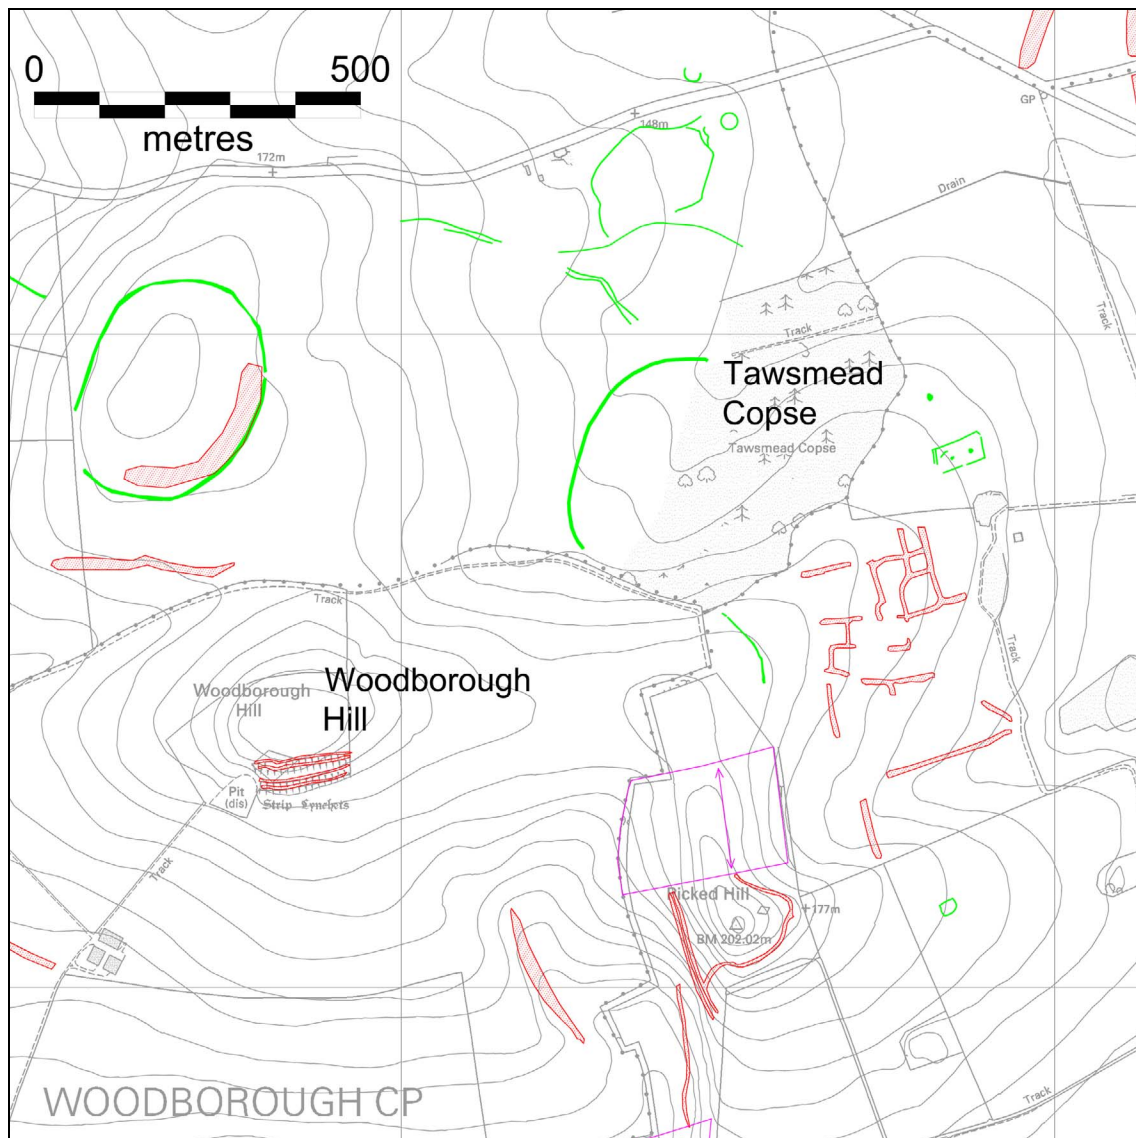 0 500
metres
172m
148m
GP
Drain
Track
Track
Tawsmead
Copse
Tawsmead Copse
Track
Woodborough
Hill
Woodborough
Hill
Track
Pit
(dis)
Strip Lynchets
Track
Picked Hill
177m
BM 202.02m
WOODBOROUGH CP
Track